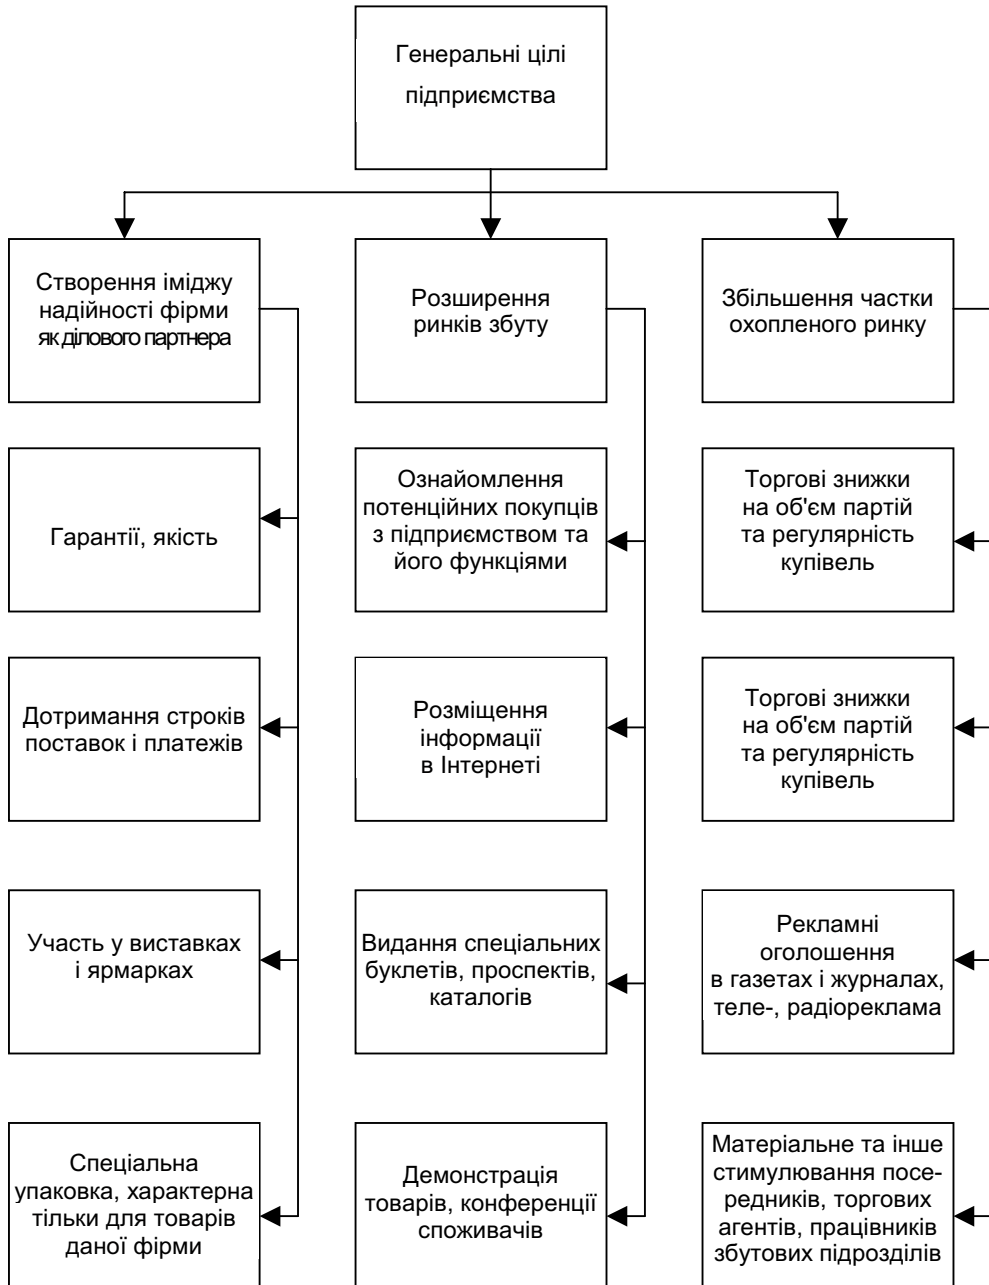 Генеральні цілі
підприємства
Створення іміджу
надійності фірми
як ділового партнера
Розширення
ринків збуту
Збільшення частки
охопленого ринку
Гарантії, якість
Ознайомлення
потенційних покупців
з підприємством та
його функціями
Торгові знижки
на об'єм партій
та регулярність
купівель
Дотримання строків
поставок і платежів
Розміщення
інформації
в Інтернеті
Торгові знижки
на об'єм партій
та регулярність
купівель
Участь у виставках
і ярмарках
Видання спеціальних
буклетів, проспектів,
каталогів
Рекламні
оголошення
в газетах і журналах,
теле-, радіореклама
Спеціальна
упаковка, характерна
тільки для товарів
даної фірми
Демонстрація
товарів, конференції
споживачів
Матеріальне та інше
стимулювання посе-
редників, торгових
агентів, працівників
збутових підрозділів